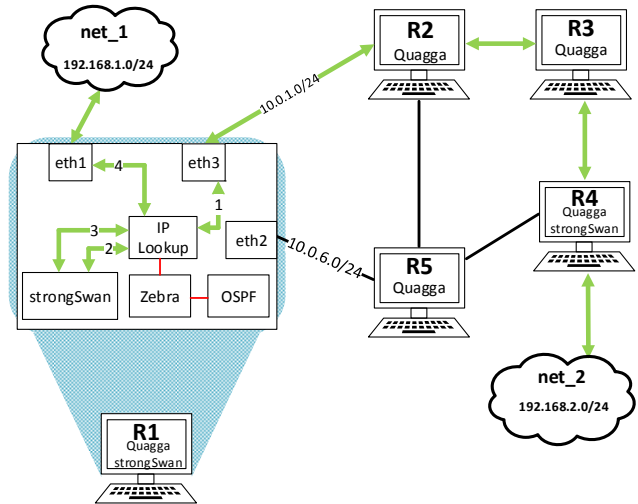 net_1
192.168.1.0/24
R2
Quagga
R3
Quagga
10.0.1.0/24
eth1
eth3
4
1
3
2
IP
Lookup
eth2
10.0.6.0/24
R4
Quagga
strongSwan
R5
Quagga
strongSwan
Zebra
OSPF
net_2
192.168.2.0/24
R1
Quagga
strongSwan